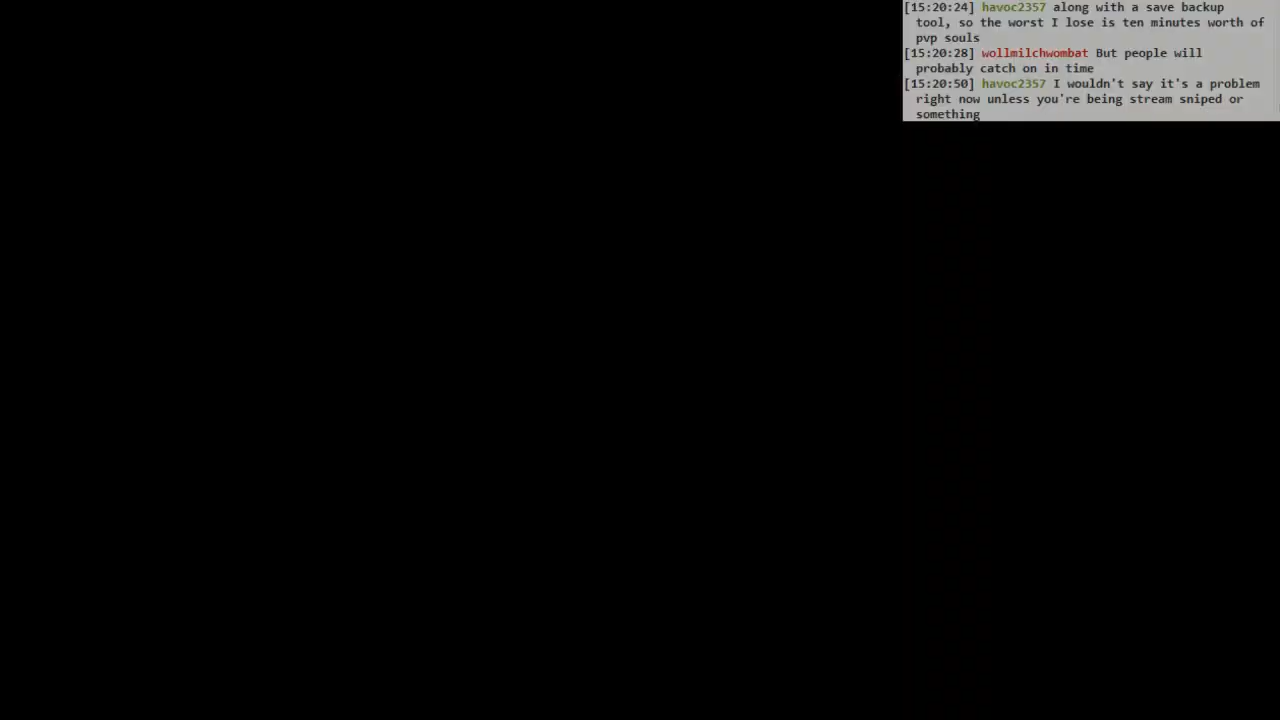 [15:20:24] havoc2357 along with a save backup
tool, so the worst I lose is ten minutes worth of
pvp souls
[15:20:28] wollmilchwombat But people will
probably catch on in time
[15:20:50] havoc2357 I wouldn't say it's a problem
right now unless you're being stream sniped or
something